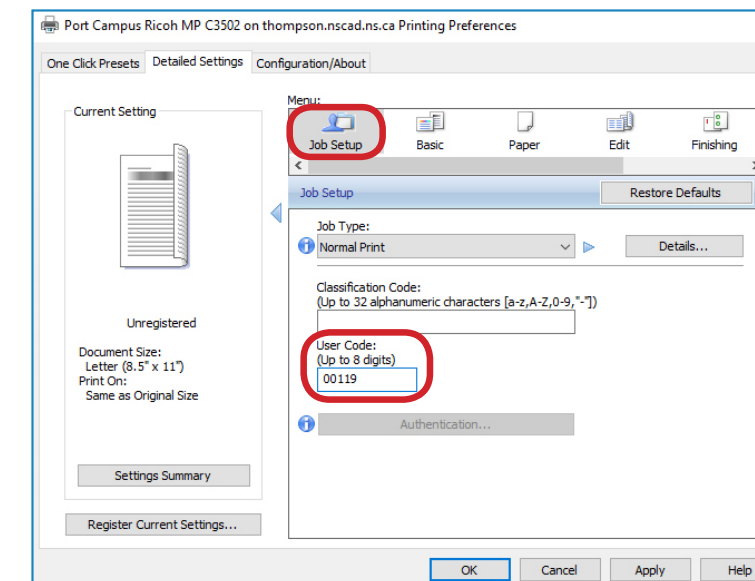 Port Campus Ricoh MP C3502 on thompson.nscad.ns.ca Printing Preferences
One Click Presets Detailed Settings Configuration/About
Current Setting
Menu:
Job Setup Basic Paper Edit Finishing
Job Setup
Restore Defaults
Job Type:
Normal Print
Details...
Classification Code:
(Up to 32 alphanumeric characters [a-z,A-Z,0-9,"-"])
Unregistered
User Code:
(Up to 8 digits)
00119
Document Size:
Letter (8.5" x 11")
Print On:
Same as Original Size
Authentication...
Settings Summary
Register Current Settings...
OK Cancel Apply Help